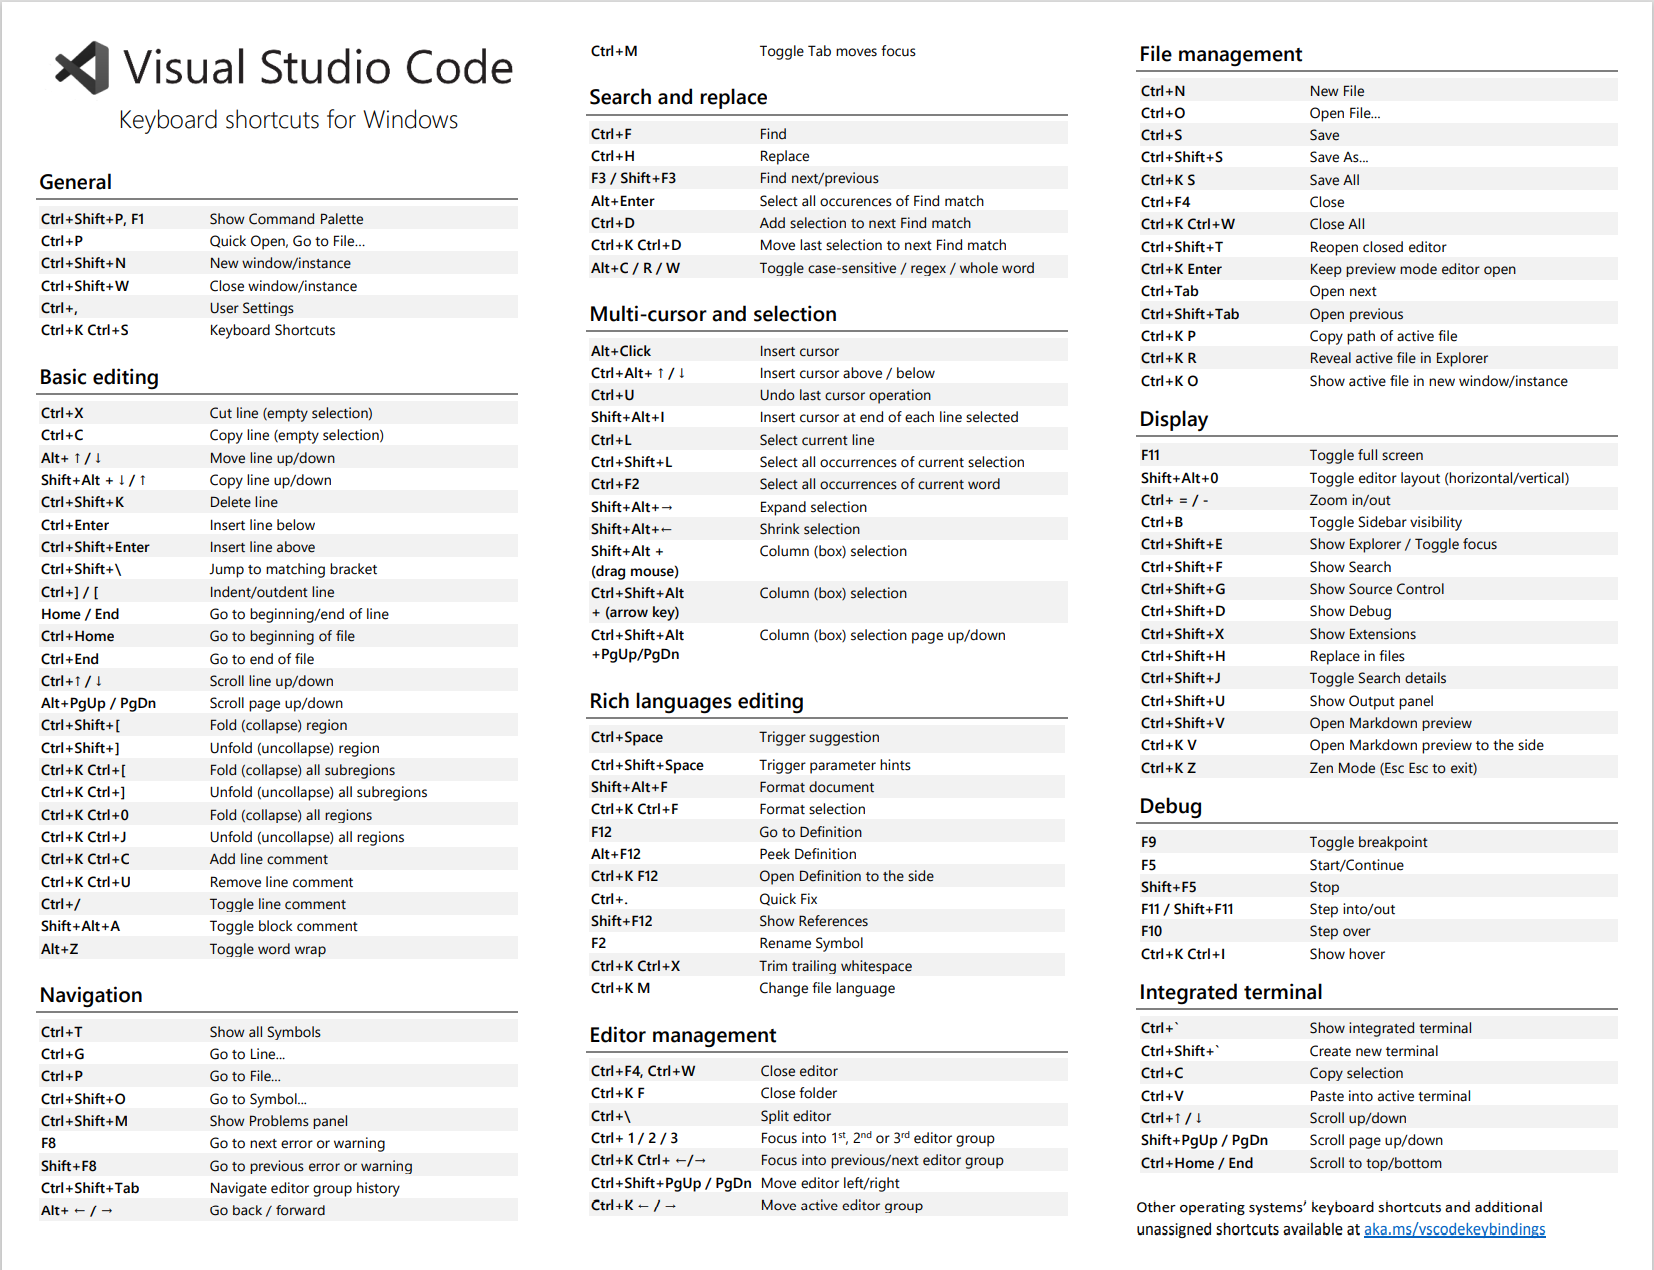 Visual Studio Code
Keyboard shortcuts for Windows
General
Ctrl+Shift+P, F1 Show Command Palette
Ctrl+P Quick Open, Go to File...
Ctrl+Shift+N New window/instance
Ctrl+Shift+W Close window/instance
Ctrl+, User Settings
Ctrl+K Ctrl+S Keyboard Shortcuts
Basic editing
Ctrl+X Cut line (empty selection)
Ctrl+C Copy line (empty selection)
Alt+ ↑ / ↓ Move line up/down
Shift+Alt + ↓ / ↑ Copy line up/down
Ctrl+Shift+K Delete line
Ctrl+Enter Insert line below
Ctrl+Shift+Enter Insert line above
Ctrl+Shift+\ Jump to matching bracket
Ctrl+] / [ Indent/outdent line
Home / End Go to beginning/end of line
Ctrl+Home Go to beginning of file
Ctrl+End Go to end of file
Ctrl+↑ / ↓ Scroll line up/down
Alt+PgUp / PgDn Scroll page up/down
Ctrl+Shift+[ Fold (collapse) region
Ctrl+Shift+] Unfold (uncollapse) region
Ctrl+K Ctrl+[ Fold (collapse) all subregions
Ctrl+K Ctrl+] Unfold (uncollapse) all subregions
Ctrl+K Ctrl+0 Fold (collapse) all regions
Ctrl+K Ctrl+J Unfold (uncollapse) all regions
Ctrl+K Ctrl+C Add line comment
Ctrl+K Ctrl+U Remove line comment
Ctrl+/ Toggle line comment
Shift+Alt+A Toggle block comment
Alt+Z Toggle word wrap
Navigation
Ctrl+T Show all Symbols
Ctrl+G Go to Line...
Ctrl+P Go to File...
Ctrl+Shift+O Go to Symbol...
Ctrl+Shift+M Show Problems panel
F8 Go to next error or warning
Shift+F8 Go to previous error or warning
Ctrl+Shift+Tab Navigate editor group history
Alt+ ← / → Go back / forward
Ctrl+M Toggle Tab moves focus
Search and replace
Ctrl+F Find
Ctrl+H Replace
F3 / Shift+F3 Find next/previous
Alt+Enter Select all occurences of Find match
Ctrl+D Add selection to next Find match
Ctrl+K Ctrl+D Move last selection to next Find match
Alt+C / R / W Toggle case-sensitive / regex / whole word
Multi-cursor and selection
Alt+Click Insert cursor
Ctrl+Alt+ ↑ / ↓ Insert cursor above / below
Ctrl+U Undo last cursor operation
Shift+Alt+I Insert cursor at end of each line selected
Ctrl+L Select current line
Ctrl+Shift+L Select all occurrences of current selection
Ctrl+F2 Select all occurrences of current word
Shift+Alt+→ Expand selection
Shift+Alt+← Shrink selection
Shift+Alt + Column (box) selection
(drag mouse)
Ctrl+Shift+Alt Column (box) selection
+ (arrow key)
Ctrl+Shift+Alt Column (box) selection page up/down
+PgUp/PgDn
Rich languages editing
Ctrl+Space Trigger suggestion
Ctrl+Shift+Space Trigger parameter hints
Shift+Alt+F Format document
Ctrl+K Ctrl+F Format selection
F12 Go to Definition
Alt+F12 Peek Definition
Ctrl+K F12 Open Definition to the side
Ctrl+. Quick Fix
Shift+F12 Show References
F2 Rename Symbol
Ctrl+K Ctrl+X Trim trailing whitespace
Ctrl+K M Change file language
Editor management
Ctrl+F4, Ctrl+W Close editor
Ctrl+K F Close folder
Ctrl+\ Split editor
Ctrl+ 1 / 2 / 3 Focus into 1st, 2nd or 3rd editor group
Ctrl+K Ctrl+ ←/→ Focus into previous/next editor group
Ctrl+Shift+PgUp / PgDn Move editor left/right
Ctrl+K ← / → Move active editor group
File management
Ctrl+N New File
Ctrl+O Open File...
Ctrl+S Save
Ctrl+Shift+S Save As...
Ctrl+K S Save All
Ctrl+F4 Close
Ctrl+K Ctrl+W Close All
Ctrl+Shift+T Reopen closed editor
Ctrl+K Enter Keep preview mode editor open
Ctrl+Tab Open next
Ctrl+Shift+Tab Open previous
Ctrl+K P Copy path of active file
Ctrl+K R Reveal active file in Explorer
Ctrl+K O Show active file in new window/instance
Display
F11 Toggle full screen
Shift+Alt+0 Toggle editor layout (horizontal/vertical)
Ctrl+ = / - Zoom in/out
Ctrl+B Toggle Sidebar visibility
Ctrl+Shift+E Show Explorer / Toggle focus
Ctrl+Shift+F Show Search
Ctrl+Shift+G Show Source Control
Ctrl+Shift+D Show Debug
Ctrl+Shift+X Show Extensions
Ctrl+Shift+H Replace in files
Ctrl+Shift+J Toggle Search details
Ctrl+Shift+U Show Output panel
Ctrl+Shift+V Open Markdown preview
Ctrl+K V Open Markdown preview to the side
Ctrl+K Z Zen Mode (Esc Esc to exit)
Debug
F9 Toggle breakpoint
F5 Start/Continue
Shift+F5 Stop
F11 / Shift+F11 Step into/out
F10 Step over
Ctrl+K Ctrl+I Show hover
Integrated terminal
Ctrl+` Show integrated terminal
Ctrl+Shift+` Create new terminal
Ctrl+C Copy selection
Ctrl+V Paste into active terminal
Ctrl+↑ / ↓ Scroll up/down
Shift+PgUp / PgDn Scroll page up/down
Ctrl+Home / End Scroll to top/bottom
Other operating systems’ keyboard shortcuts and additional
unassigned shortcuts available at aka.ms/vscodekeybindings